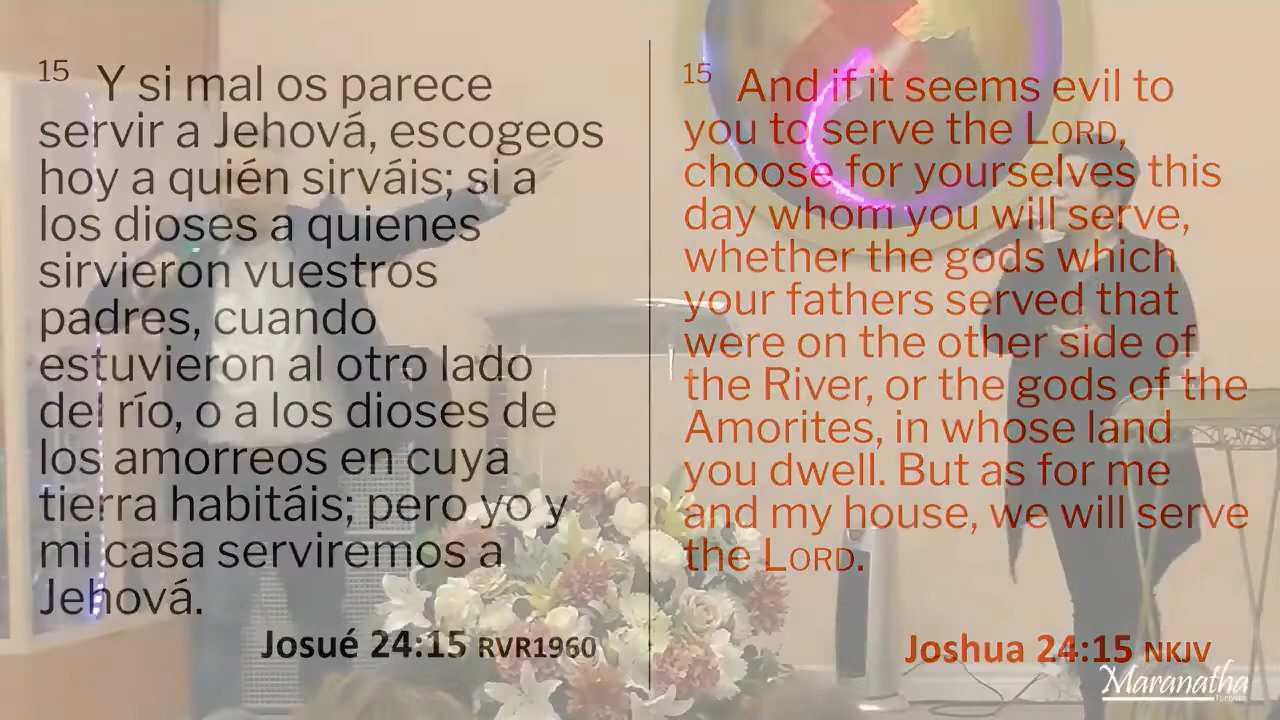 15 Y si mal os parece
servir a Jehová, escogeos
hoy a quién sirváis; si a
los dioses a quienes
sirvieron vuestros
padres, cuando
estuvieron al otro lado
del río, o a los dioses de
los amorreos en cuya
tierra habitáis; pero yo y
mi casa serviremos a
Jehová.
Josué 24:15 RVR1960
15 And if it seems evil to
you to serve the LORD,
choose for yourselves this
day whom you will serve,
whether the gods which
your fathers served that
were on the other side of
the River, or the gods of the
Amorites, in whose land
you dwell. But as for me
and my house, we will serve
the LORD.
Joshua 24:15 NKJV
Maranatha
Toronto